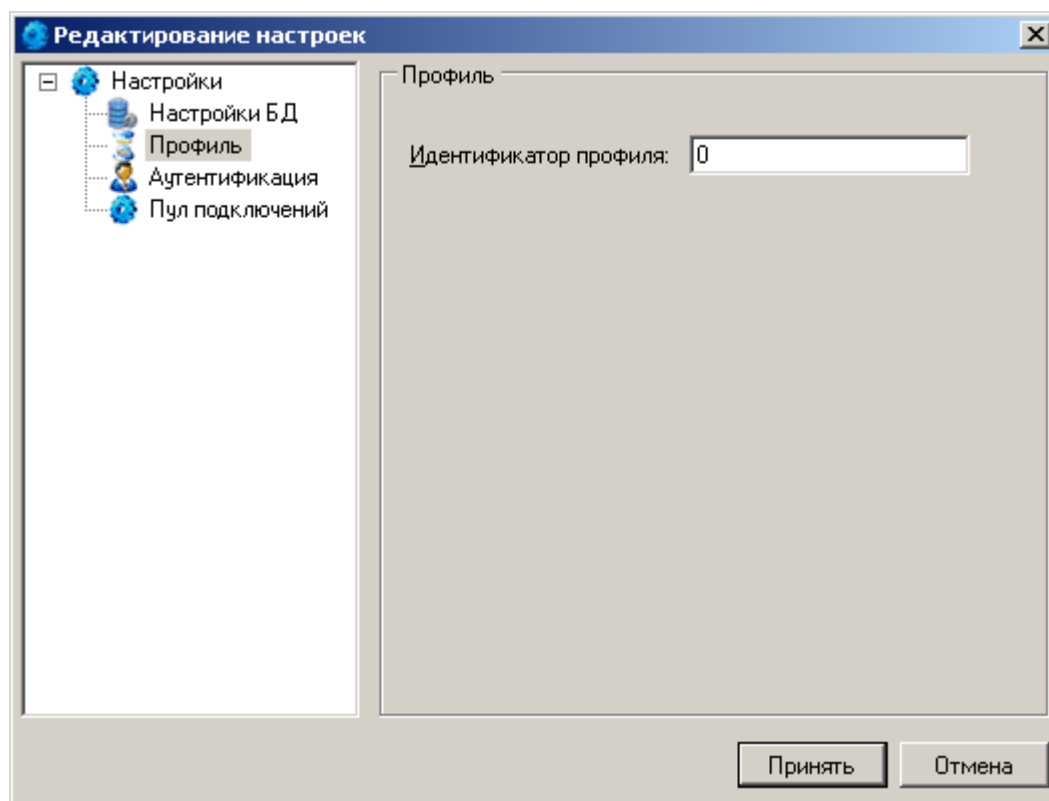 Редактирование настроек
Настройки
Настройки БД
Профиль
Аутентификация
Пул подключений
Профиль
Идентификатор профиля: 0
Принять
Отмена